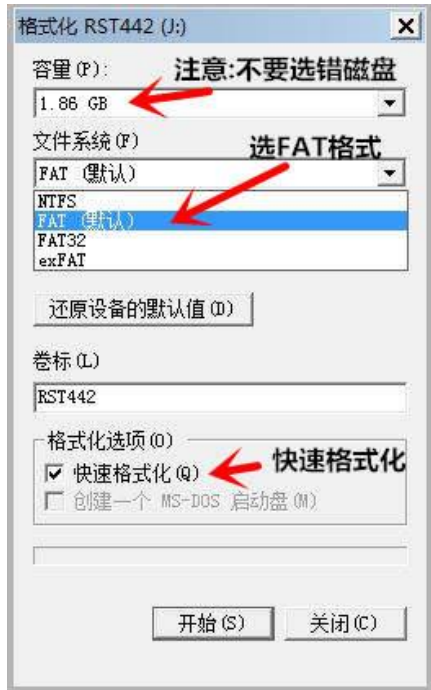 格式化 RST442 (J:)
容量(P): 注意:不要选错磁盘
1.86 GB
文件系统(F) 选FAT格式
FAT (默认)
NTFS
FAT (默认)
FAT32
exFAT
还原设备的默认值(D)
卷标(L)
RST442
格式化选项(O)
快速格式化(Q) 快速格式化
创建一个 MS-DOS 启动盘(M)
开始(S) 关闭(C)